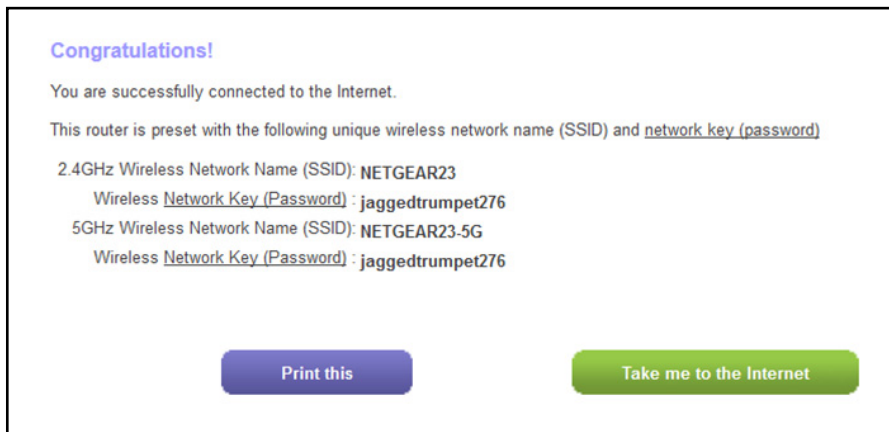 Congratulations!
You are successfully connected to the Internet.
This router is preset with the following unique wireless network name (SSID) and network key (password)
2.4GHz Wireless Network Name (SSID): NETGEAR23
Wireless Network Key (Password) : jaggedtrumpet276
5GHz Wireless Network Name (SSID): NETGEAR23-5G
Wireless Network Key (Password) : jaggedtrumpet276
Print this
Take me to the Internet